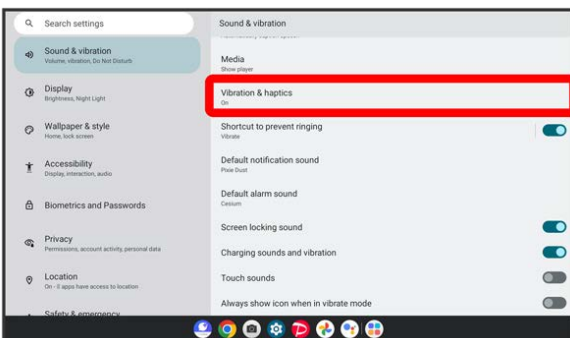 Search settings
Sound & vibration
Volume, vibration, Do Not Disturb
Display
Brightness, Night Light
Wallpaper & style
Home, lock screen
Accessibility
Display, interaction, audio
Biometrics and Passwords
Privacy
Permissions, account activity, personal data
Location
On - 0 apps have access to location
Safety & emergency
Sound & vibration
Media
Show player
Vibration & haptics
On
Shortcut to prevent ringing
Vibrate
Default notification sound
Pixie Dust
Default alarm sound
Cesium
Screen locking sound
Charging sounds and vibration
Touch sounds
Always show icon when in vibrate mode